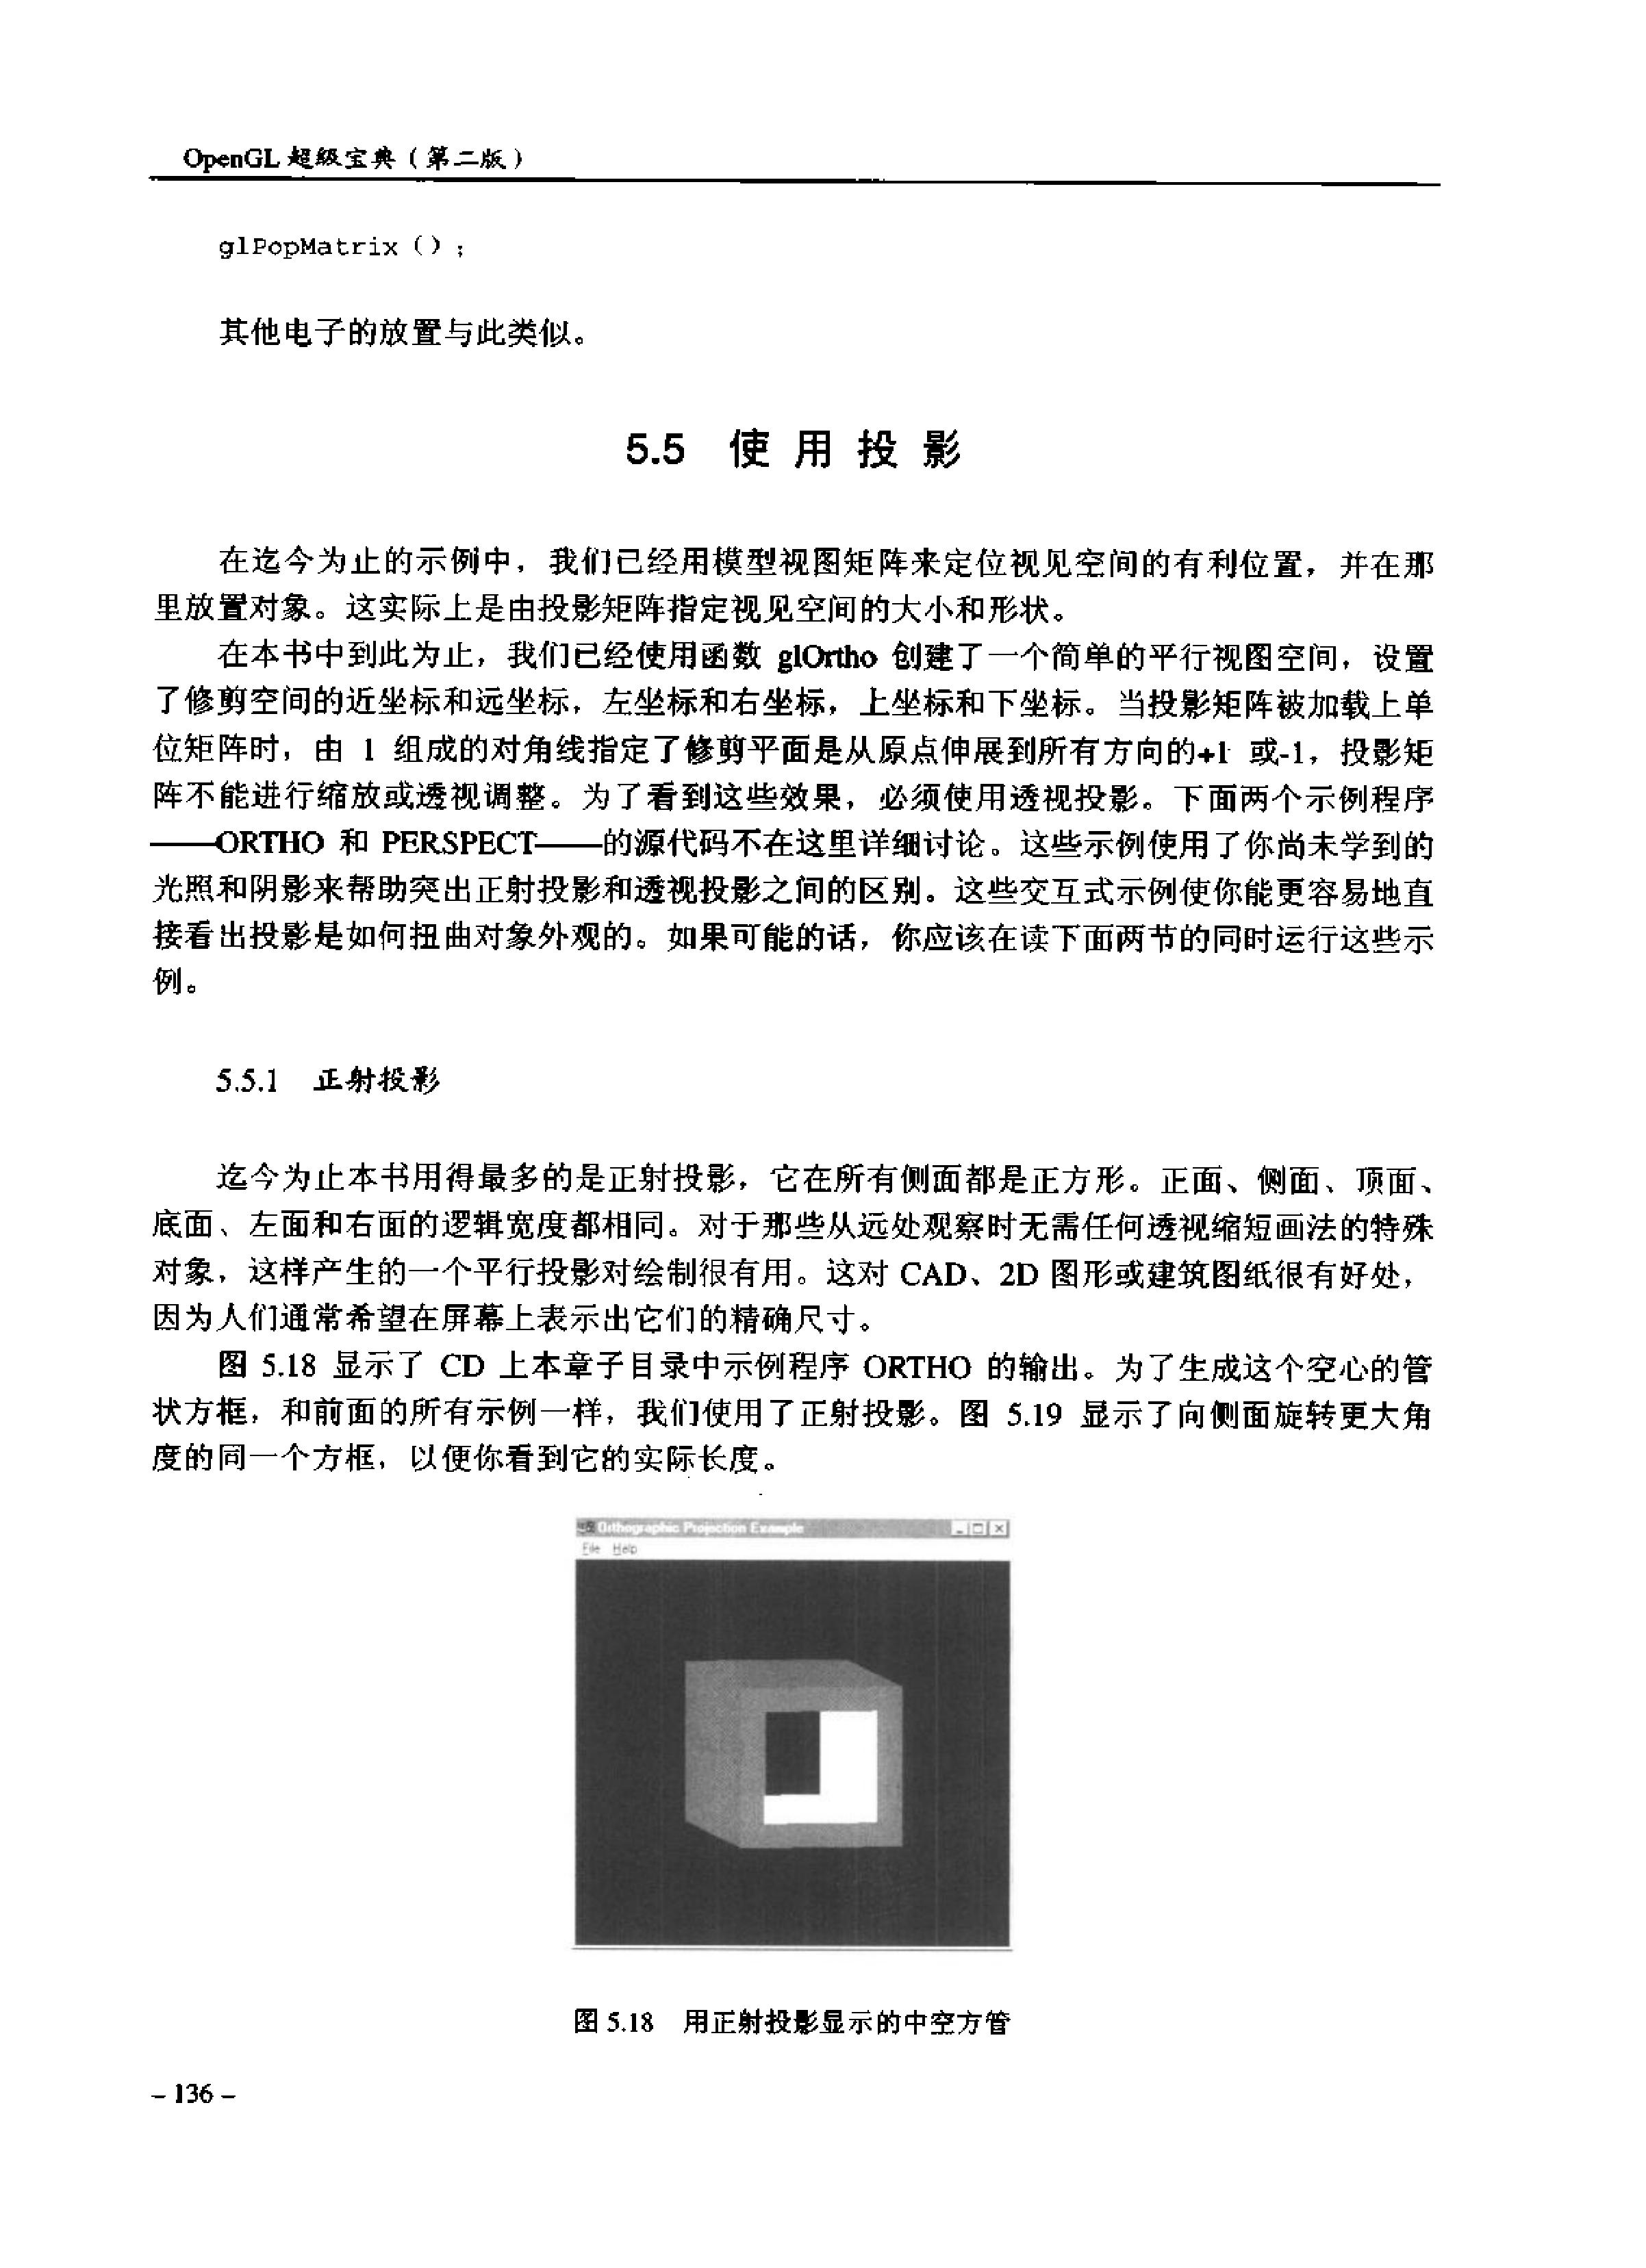 OpenGL 超级宝典（第二版）
glPopMatrix（）;
其他电子的放置与此类似。
5.5 使用投影
在迄今为止的示例中，我们已经用模型视图矩阵来定位视见空间的有利位置，并在那
里放置对象。这实际上是由投影矩阵指定视见空间的大小和形状。
在本书中到此为止，我们已经使用函数 glOrtho 创建了一个简单的平行视图空间，设置
了修剪空间的近坐标和远坐标，左坐标和右坐标，上坐标和下坐标。当投影矩阵被加载上单
位矩阵时，由 1 组成的对角线指定了修剪平面是从原点伸展到所有方向的+1 或-1，投影矩
阵不能进行缩放或透视调整。为了看到这些效果，必须使用透视投影。下面两个示例程序
——ORTHO 和 PERSPECT——的源代码不在这里详细讨论。这些示例使用了你尚未学到的
光照和阴影来帮助突出正射投影和透视投影之间的区别。这些交互式示例使你能更容易地直
接看出投影是如何扭曲对象外观的。如果可能的话，你应该在读下面两节的同时运行这些示
例。
5.5.1 正射投影
迄今为止本书用得最多的是正射投影，它在所有侧面都是正方形。正面、侧面、顶面、
底面、左面和右面的逻辑宽度都相同。对于那些从远处观察时无需任何透视缩短画法的特殊
对象，这样产生的一个平行投影对绘制很有用。这对 CAD、2D 图形或建筑图纸很有好处，
因为人们通常希望在屏幕上表示出它们的精确尺寸。
图 5.18 显示了 CD 上本章子目录中示例程序 ORTHO 的输出。为了生成这个空心的管
状方框，和前面的所有示例一样，我们使用了正射投影。图 5.19 显示了向侧面旋转更大角
度的同一个方框，以便你看到它的实际长度。
Orthographic Projection Example
File Help
图 5.18 用正射投影显示的中空方管
– 136 –